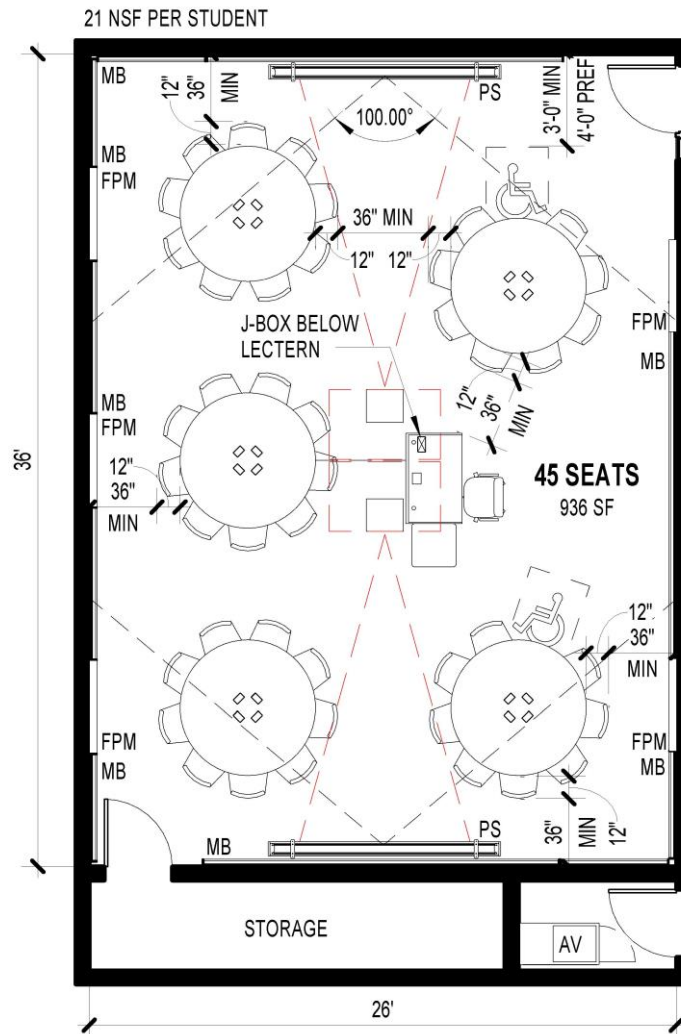 21 NSF PER STUDENT
MB
12"
36"
MIN
PS
100.00°
3'-0" MIN
4'-0" PREF
MB
FPM
36" MIN
12"
12"
J-BOX BELOW
LECTERN
FPM
MB
12"
36"
MIN
MB
FPM
12"
36"
MIN
45 SEATS
936 SF
36'
12"
36"
MIN
FPM
MB
FPM
MB
MB
PS
36"
MIN
12"
STORAGE
AV
26'